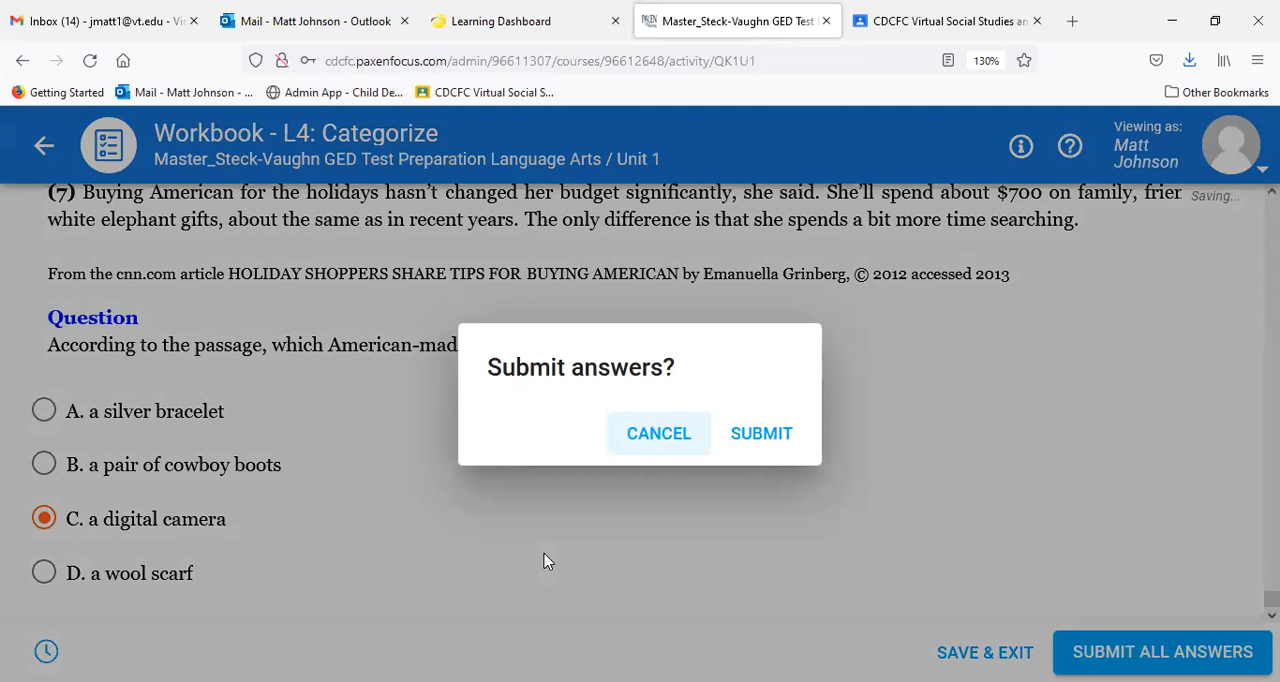 Inbox (14) - jmatt1@vt.edu - Vir
Mail - Matt Johnson - Outlook
Learning Dashboard
PAXEN Master_Steck-Vaughn GED Test
CDCFC Virtual Social Studies an
cdcfc.paxenfocus.com/admin/96611307/courses/96612648/activity/QK1U1
130%
Getting Started
Mail - Matt Johnson - ...
Admin App - Child De...
CDCFC Virtual Social S...
Other Bookmarks
Workbook - L4: Categorize
Master_Steck-Vaughn GED Test Preparation Language Arts / Unit 1
Viewing as:
Matt
Johnson
(7) Buying American for the holidays hasn't changed her budget significantly, she said. She'll spend about $700 on family, frier
Saving...
white elephant gifts, about the same as in recent years. The only difference is that she spends a bit more time searching.
From the cnn.com article HOLIDAY SHOPPERS SHARE TIPS FOR BUYING AMERICAN by Emanuella Grinberg, © 2012 accessed 2013
Question
According to the passage, which American-mad
Submit answers?
CANCEL
SUBMIT
A. a silver bracelet
B. a pair of cowboy boots
C. a digital camera
D. a wool scarf
SAVE & EXIT
SUBMIT ALL ANSWERS